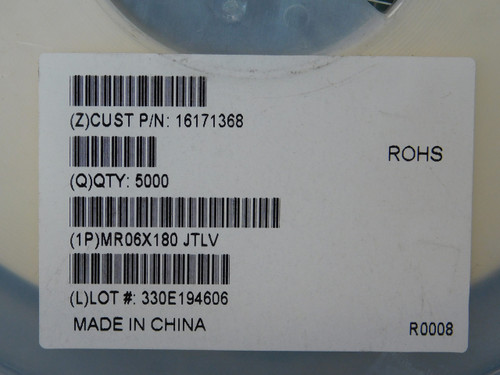 (Z)CUST P/N: 16171368
ROHS
(Q)QTY: 5000
(1P)MR06X180 JTLV
(L)LOT #: 330E194606
MADE IN CHINA
R0008